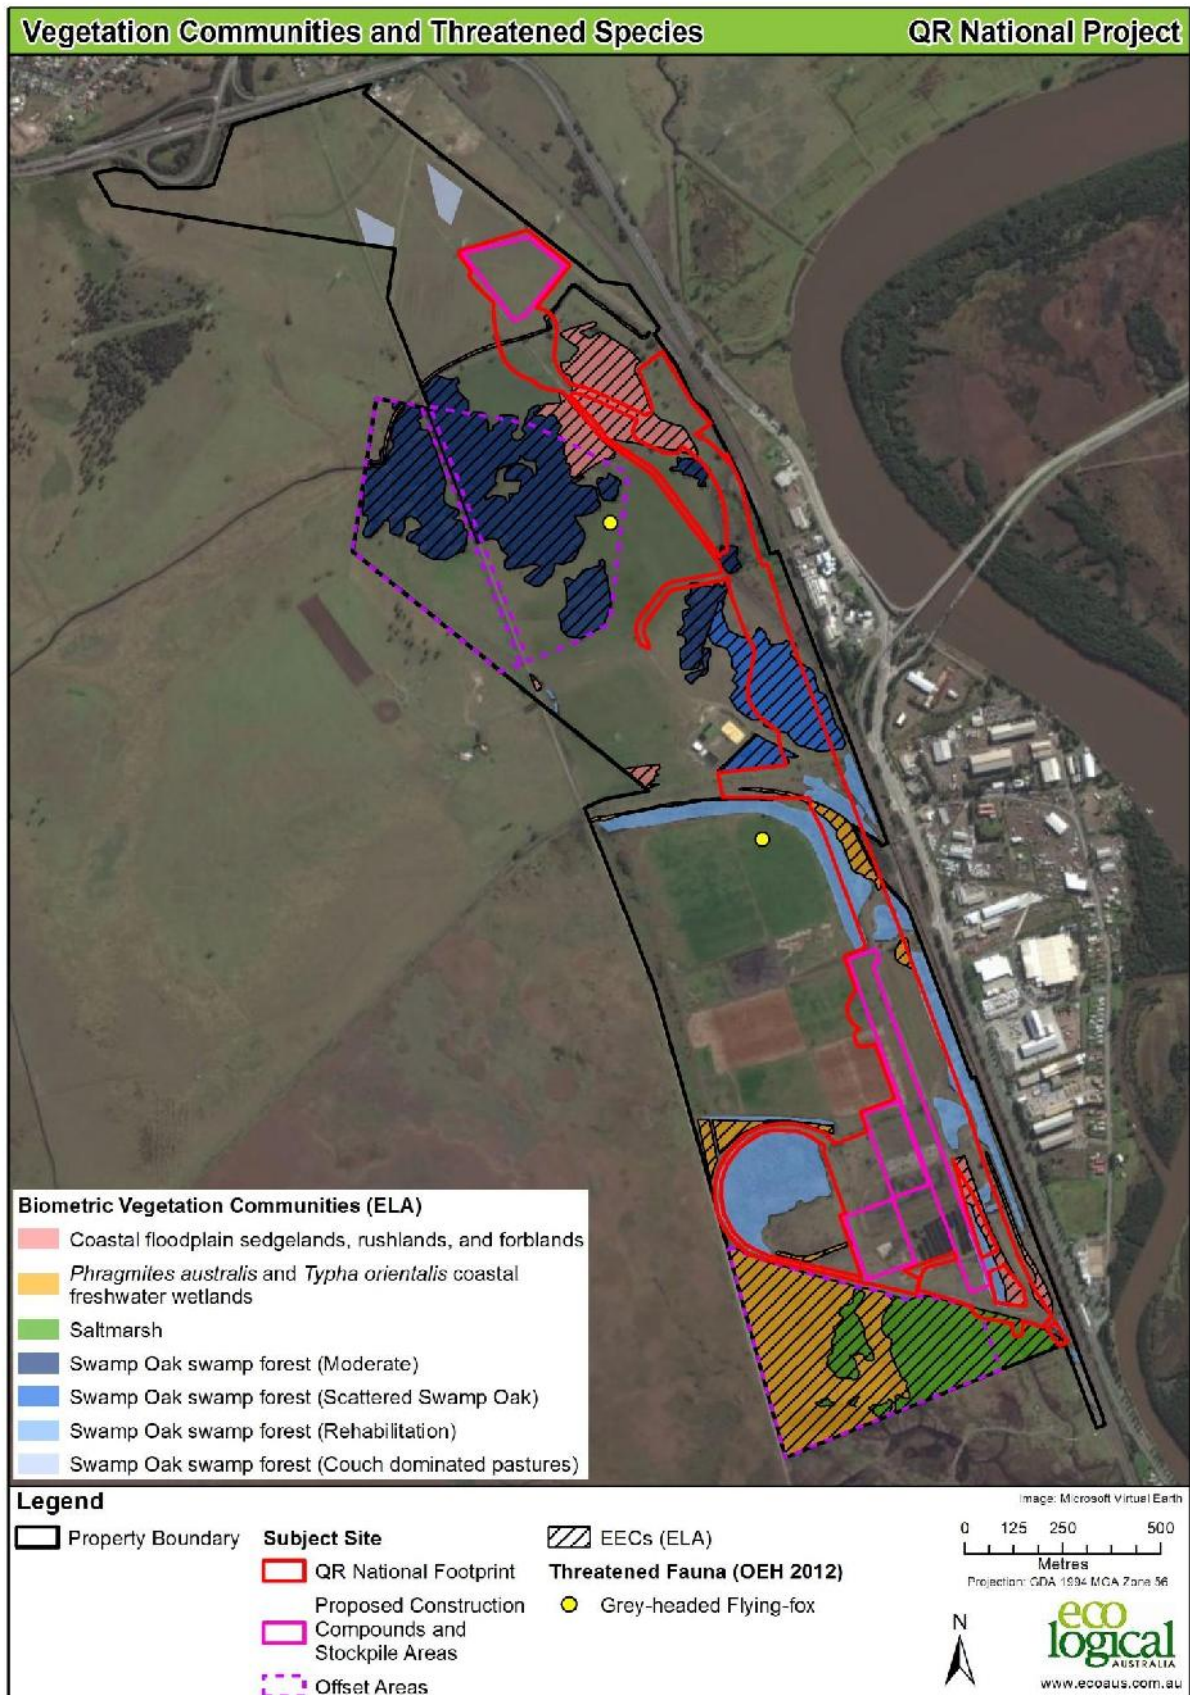 Vegetation Communities and Threatened Species QR National Project
Biometric Vegetation Communities (ELA)
Coastal floodplain sedgelands, rushlands, and forblands
Phragmites australis and Typha orientalis coastal
freshwater wetlands
Saltmarsh
Swamp Oak swamp forest (Moderate)
Swamp Oak swamp forest (Scattered Swamp Oak)
Swamp Oak swamp forest (Rehabilitation)
Swamp Oak swamp forest (Couch dominated pastures)
Legend
Property Boundary
Subject Site
QR National Footprint
Proposed Construction
Compounds and
Stockpile Areas
Offset Areas
EECs (ELA)
Threatened Fauna (OEH 2012)
Grey-headed Flying-fox
Image: Microsoft Virtual Earth
0 125 250 500
Metres
Projection: GDA 1994 MGA Zone 56
N
eco
logical
AUSTRALIA
www.ecoaus.com.au